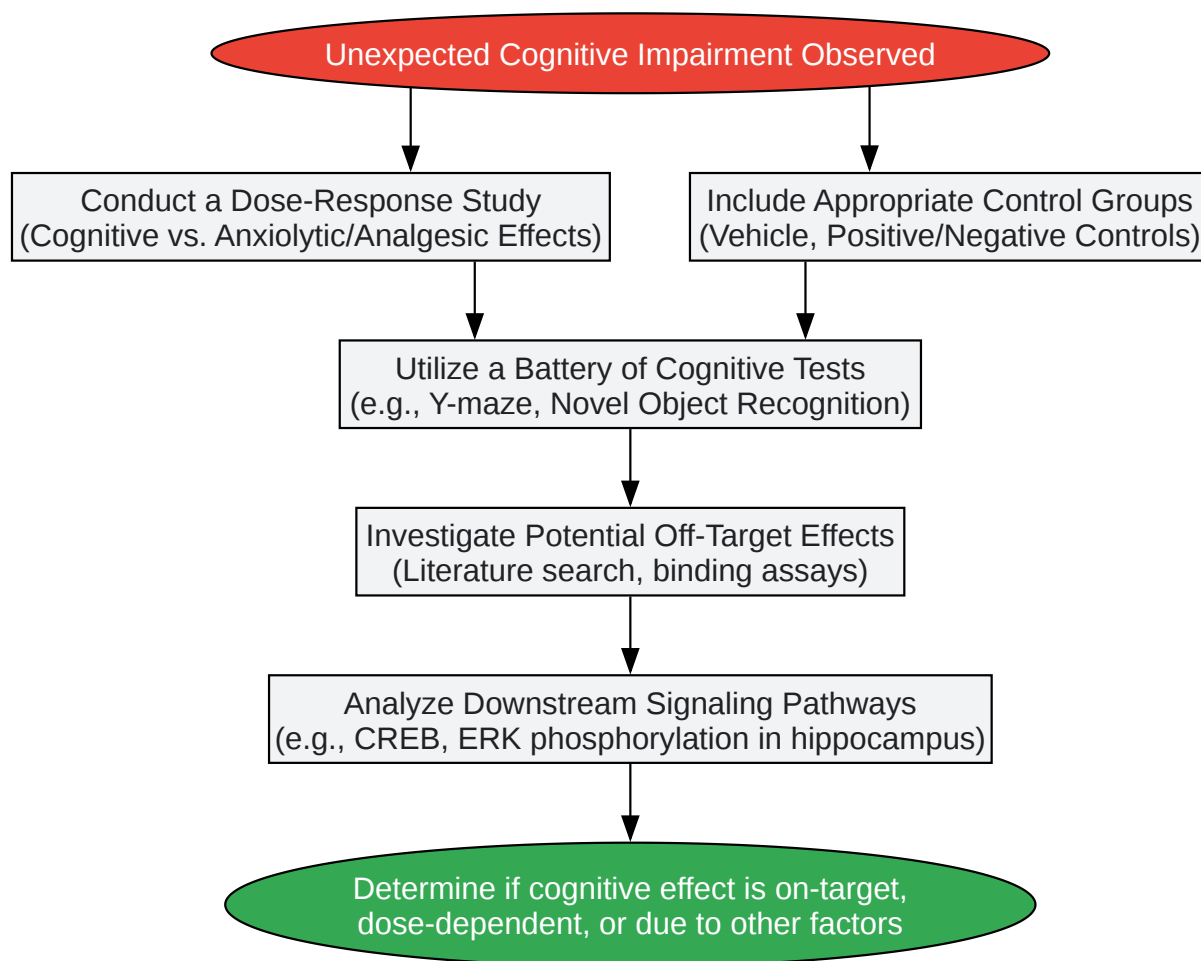 Unexpected Cognitive Impairment Observed
Conduct a Dose-Response Study
(Cognitive vs. Anxiolytic/Analgesic Effects)
Include Appropriate Control Groups
(Vehicle, Positive/Negative Controls)
Utilize a Battery of Cognitive Tests
(e.g., Y-maze, Novel Object Recognition)
Investigate Potential Off-Target Effects
(Literature search, binding assays)
Analyze Downstream Signaling Pathways
(e.g., CREB, ERK phosphorylation in hippocampus)
Determine if cognitive effect is on-target,
dose-dependent, or due to other factors